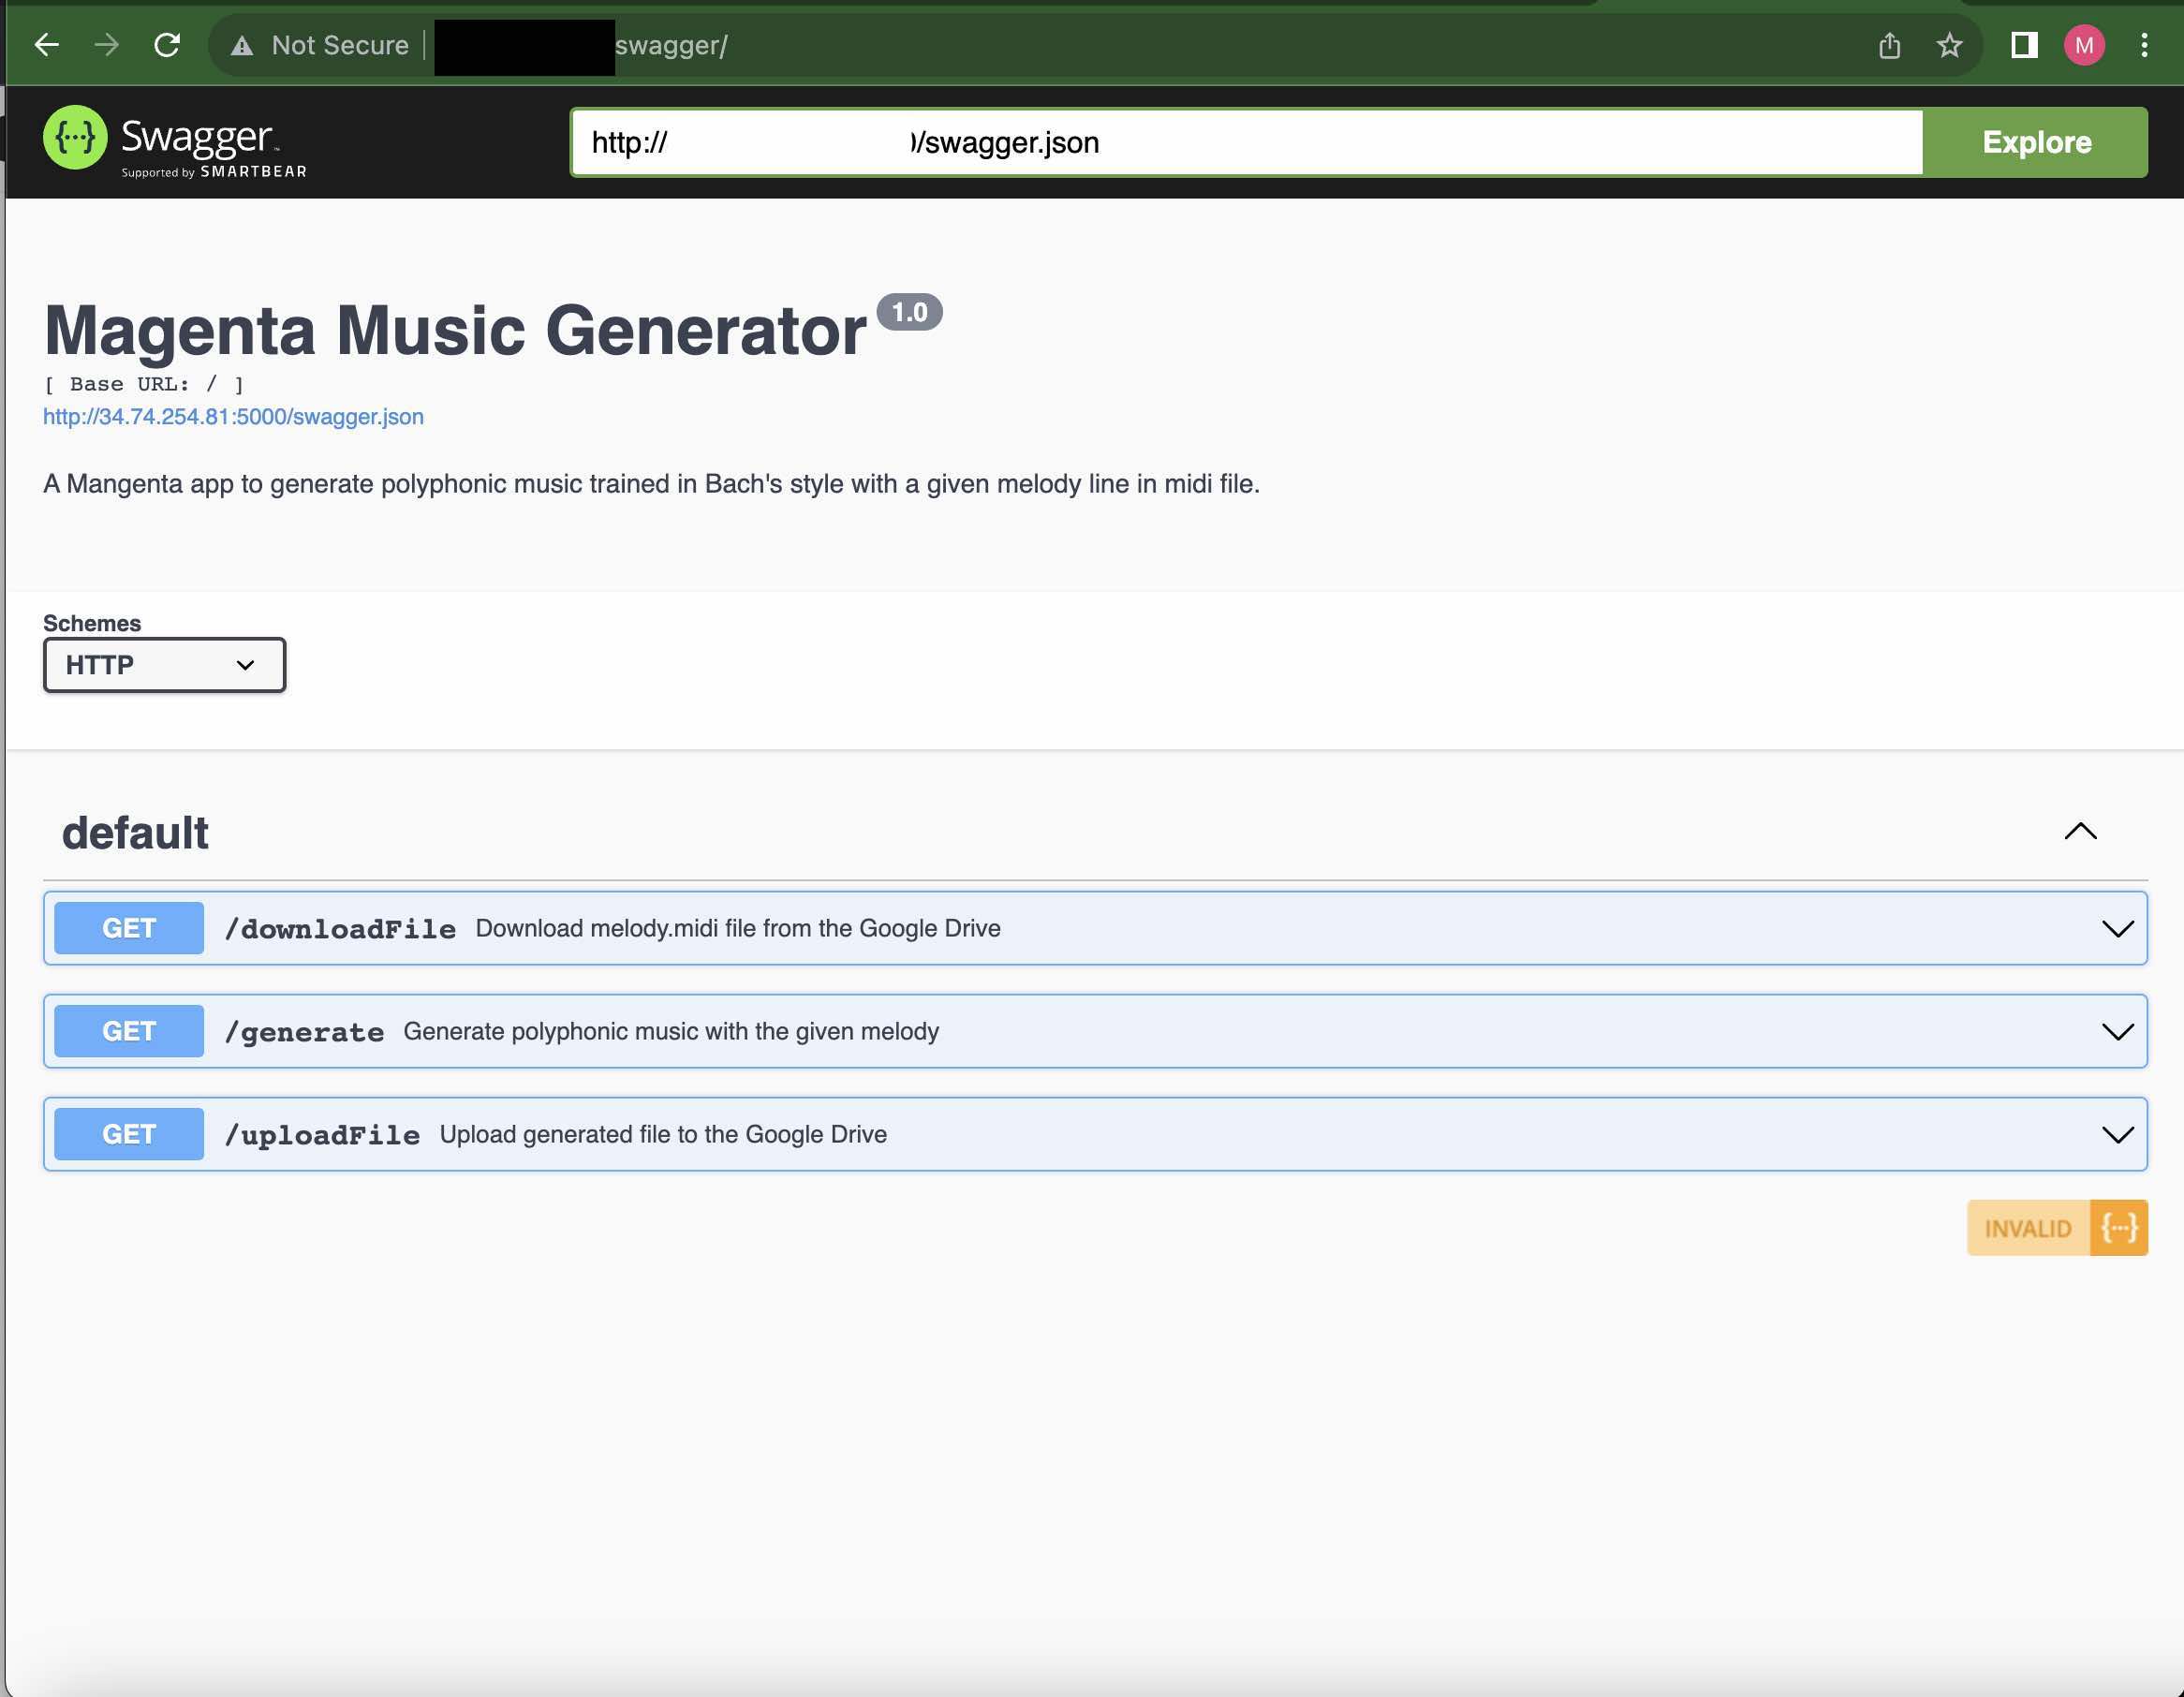 Not Secure swagger/
{···} Swagger™
Supported by SMARTBEAR
http:// )/swagger.json Explore
Magenta Music Generator 1.0
[ Base URL: / ]
http://34.74.254.81:5000/swagger.json
A Mangenta app to generate polyphonic music trained in Bach's style with a given melody line in midi file.
Schemes
HTTP
default
GET /downloadFile Download melody.midi file from the Google Drive
GET /generate Generate polyphonic music with the given melody
GET /uploadFile Upload generated file to the Google Drive
INVALID {···}
M